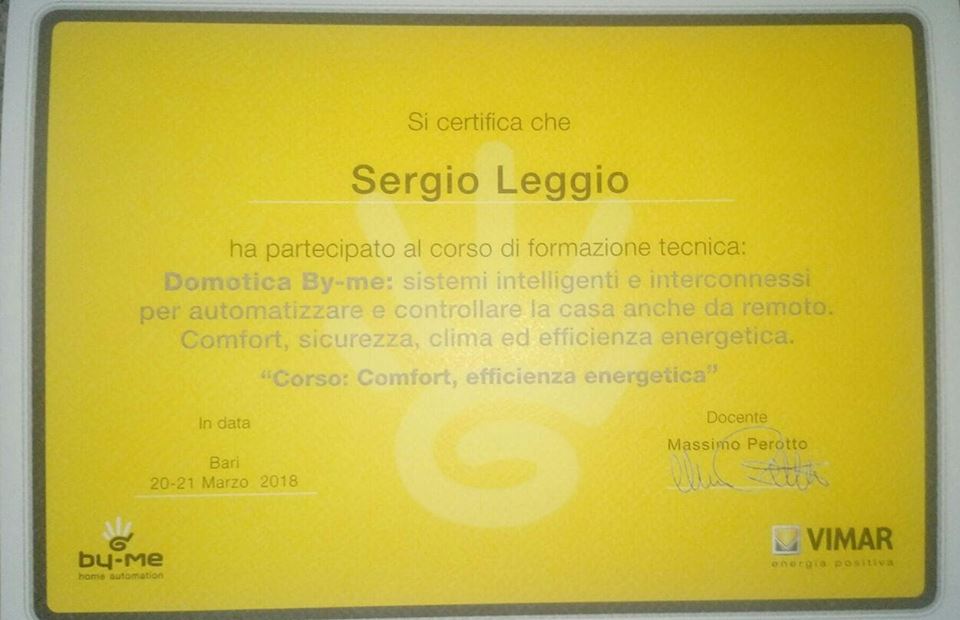 Si certifica che
Sergio Leggio
ha partecipato al corso di formazione tecnica:
Domotica By-me: sistemi intelligenti e interconnessi
per automatizzare e controllare la casa anche da remoto.
Comfort, sicurezza, clima ed efficienza energetica.
“Corso: Comfort, efficienza energetica”
In data
Bari
20-21 Marzo 2018
Docente
Massimo Perotto
by-me
home automation
VIMAR
energia positiva